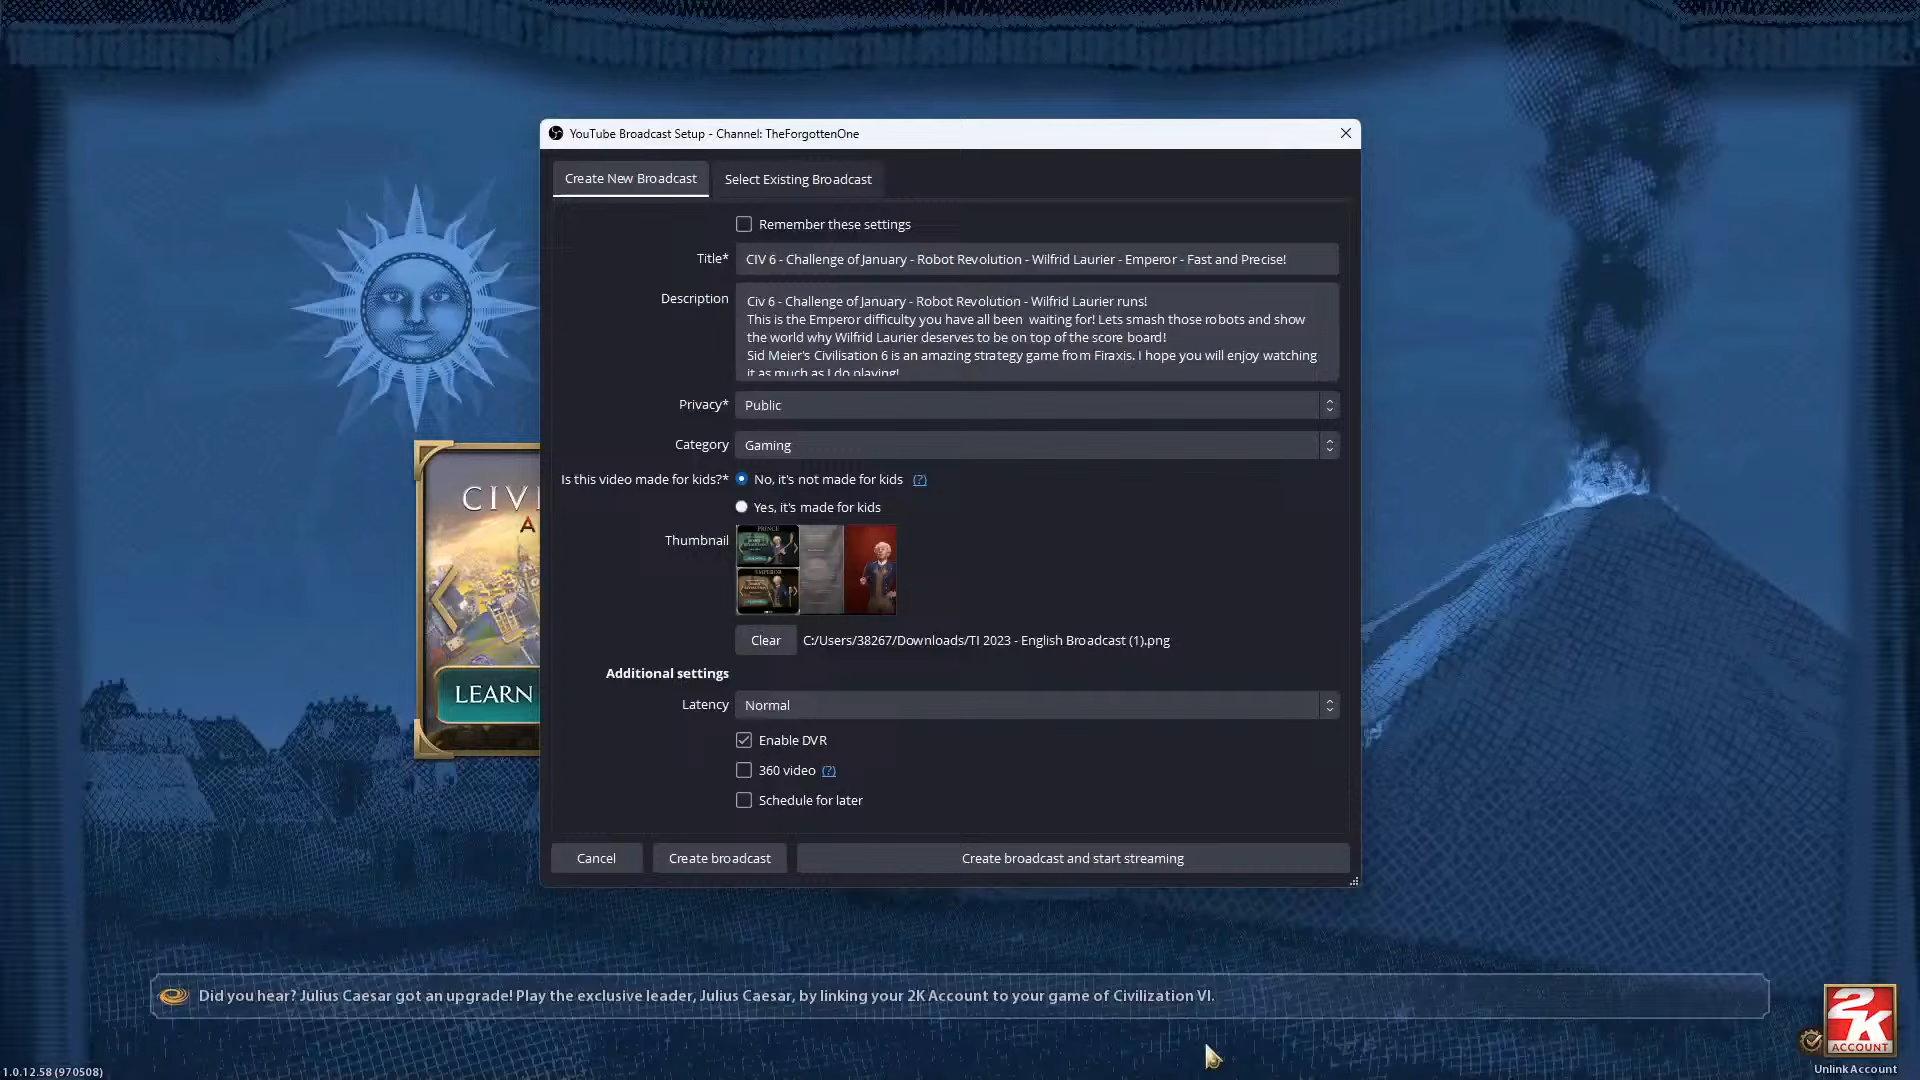 YouTube Broadcast Setup - Channel: TheForgottenOne
Create New Broadcast
Select Existing Broadcast
Remember these settings
Title* CIV 6 - Challenge of January - Robot Revolution - Wilfrid Laurier - Emperor - Fast and Precise!
Description
Civ 6 - Challenge of January - Robot Revolution - Wilfrid Laurier runs!
This is the Emperor difficulty you have all been  waiting for! Lets smash those robots and show
the world why Wilfrid Laurier deserves to be on top of the score board!
Sid Meier's Civilisation 6 is an amazing strategy game from Firaxis. I hope you will enjoy watching
it as much as I do playing!
Privacy* Public
Category Gaming
Is this video made for kids?* No, it's not made for kids (?)
Yes, it's made for kids
Thumbnail
PRINCE
EMPEROR
Clear C:/Users/38267/Downloads/TI 2023 - English Broadcast (1).png
Additional settings
Latency Normal
Enable DVR
360 video (?)
Schedule for later
Cancel
Create broadcast
Create broadcast and start streaming
CIVI
A
LEARN
Did you hear? Julius Caesar got an upgrade! Play the exclusive leader, Julius Caesar, by linking your 2K Account to your game of Civilization VI.
2K
ACCOUNT
Unlink Account
1.0.12.58 (970508)